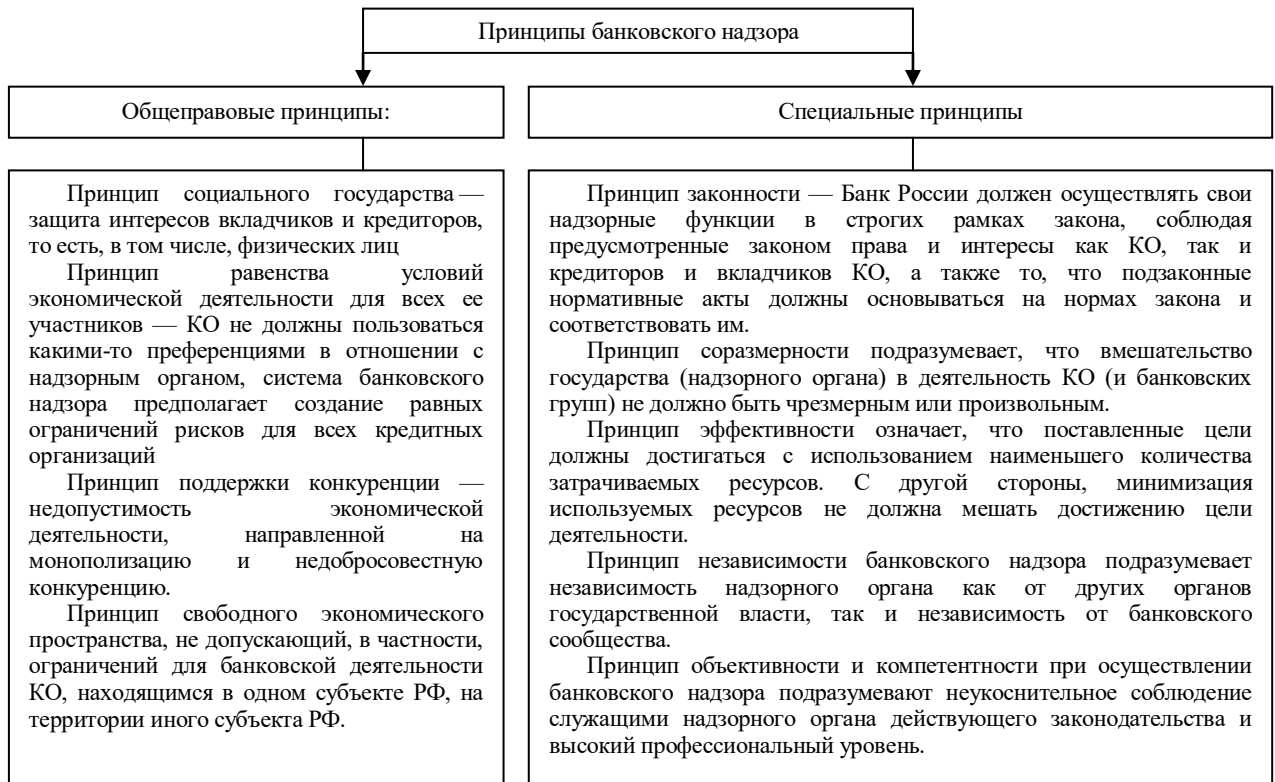 Принципы банковского надзора
Общеправовые принципы:
Специальные принципы
Принцип социального государства —
защита интересов вкладчиков и кредиторов,
то есть, в том числе, физических лиц
Принцип равенства условий
экономической деятельности для всех ее
участников — КО не должны пользоваться
какими-то преференциями в отношении с
надзорным органом, система банковского
надзора предполагает создание равных
ограничений рисков для всех кредитных
организаций
Принцип поддержки конкуренции —
недопустимость экономической
деятельности, направленной на
монополизацию и недобросовестную
конкуренцию.
Принцип свободного экономического
пространства, не допускающий, в частности,
ограничений для банковской деятельности
КО, находящимся в одном субъекте РФ, на
территории иного субъекта РФ.
Принцип законности — Банк России должен осуществлять свои
надзорные функции в строгих рамках закона, соблюдая
предусмотренные законом права и интересы как КО, так и
кредиторов и вкладчиков КО, а также то, что подзаконные
нормативные акты должны основываться на нормах закона и
соответствовать им.
Принцип соразмерности подразумевает, что вмешательство
государства (надзорного органа) в деятельность КО (и банковских
групп) не должно быть чрезмерным или произвольным.
Принцип эффективности означает, что поставленные цели
должны достигаться с использованием наименьшего количества
затрачиваемых ресурсов. С другой стороны, минимизация
используемых ресурсов не должна мешать достижению цели
деятельности.
Принцип независимости банковского надзора подразумевает
независимость надзорного органа как от других органов
государственной власти, так и независимость от банковского
сообщества.
Принцип объективности и компетентности при осуществлении
банковского надзора подразумевают неукоснительное соблюдение
служащими надзорного органа действующего законодательства и
высокий профессиональный уровень.